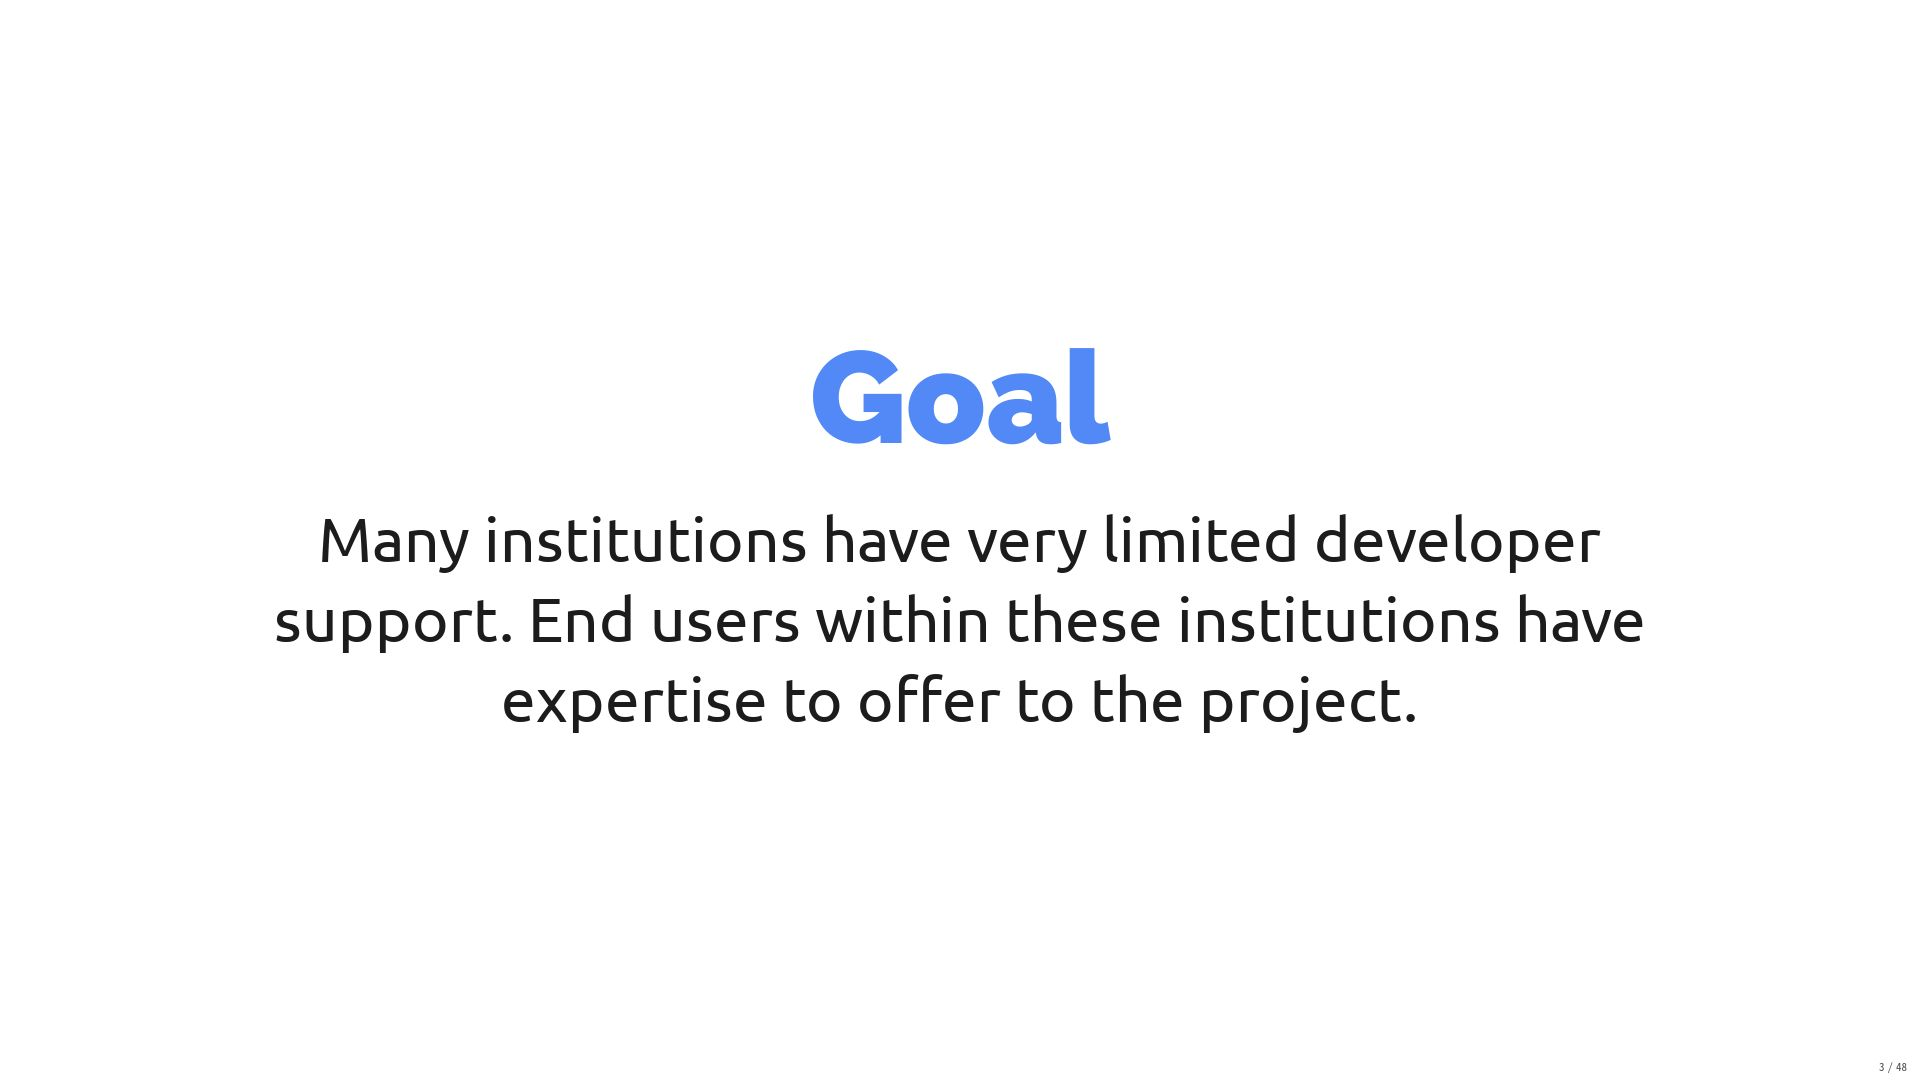 Goal
Many institutions have very limited developer
support. End users within these institutions have
expertise to offer to the project.
3 / 48